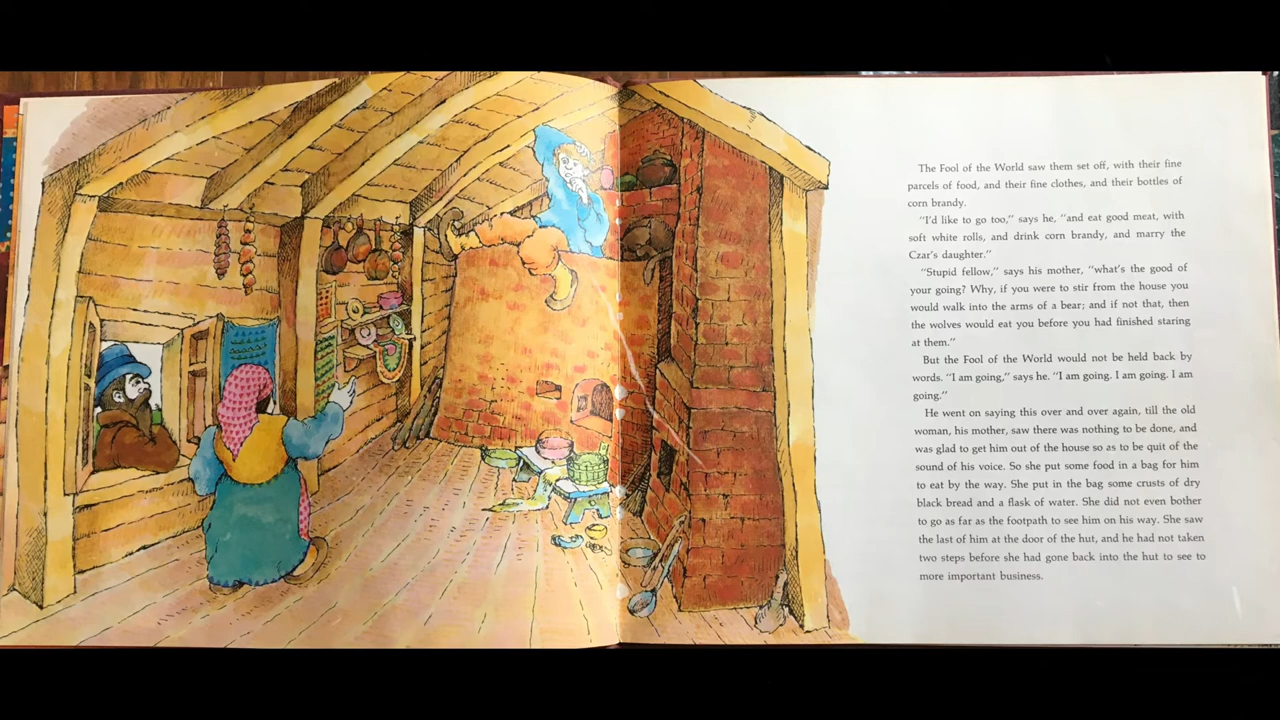 The Fool of the World saw them set off, with their fine
parcels of food, and their fine clothes, and their bottles of
corn brandy.
"I'd like to go too," says he, "and eat good meat, with
soft white rolls, and drink corn brandy, and marry the
Czar's daughter."
"Stupid fellow," says his mother, "what's the good of
your going? Why, if you were to stir from the house you
would walk into the arms of a bear; and if not that, then
the wolves would eat you before you had finished staring
at them."
But the Fool of the World would not be held back by
words. "I am going," says he. "I am going. I am going. I am
going."
He went on saying this over and over again, till the old
woman, his mother, saw there was nothing to be done, and
was glad to get him out of the house so as to be quit of the
sound of his voice. So she put some food in a bag for him
to eat by the way. She put in the bag some crusts of dry
black bread and a flask of water. She did not even bother
to go as far as the footpath to see him on his way. She saw
the last of him at the door of the hut, and he had not taken
two steps before she had gone back into the hut to see to
more important business.